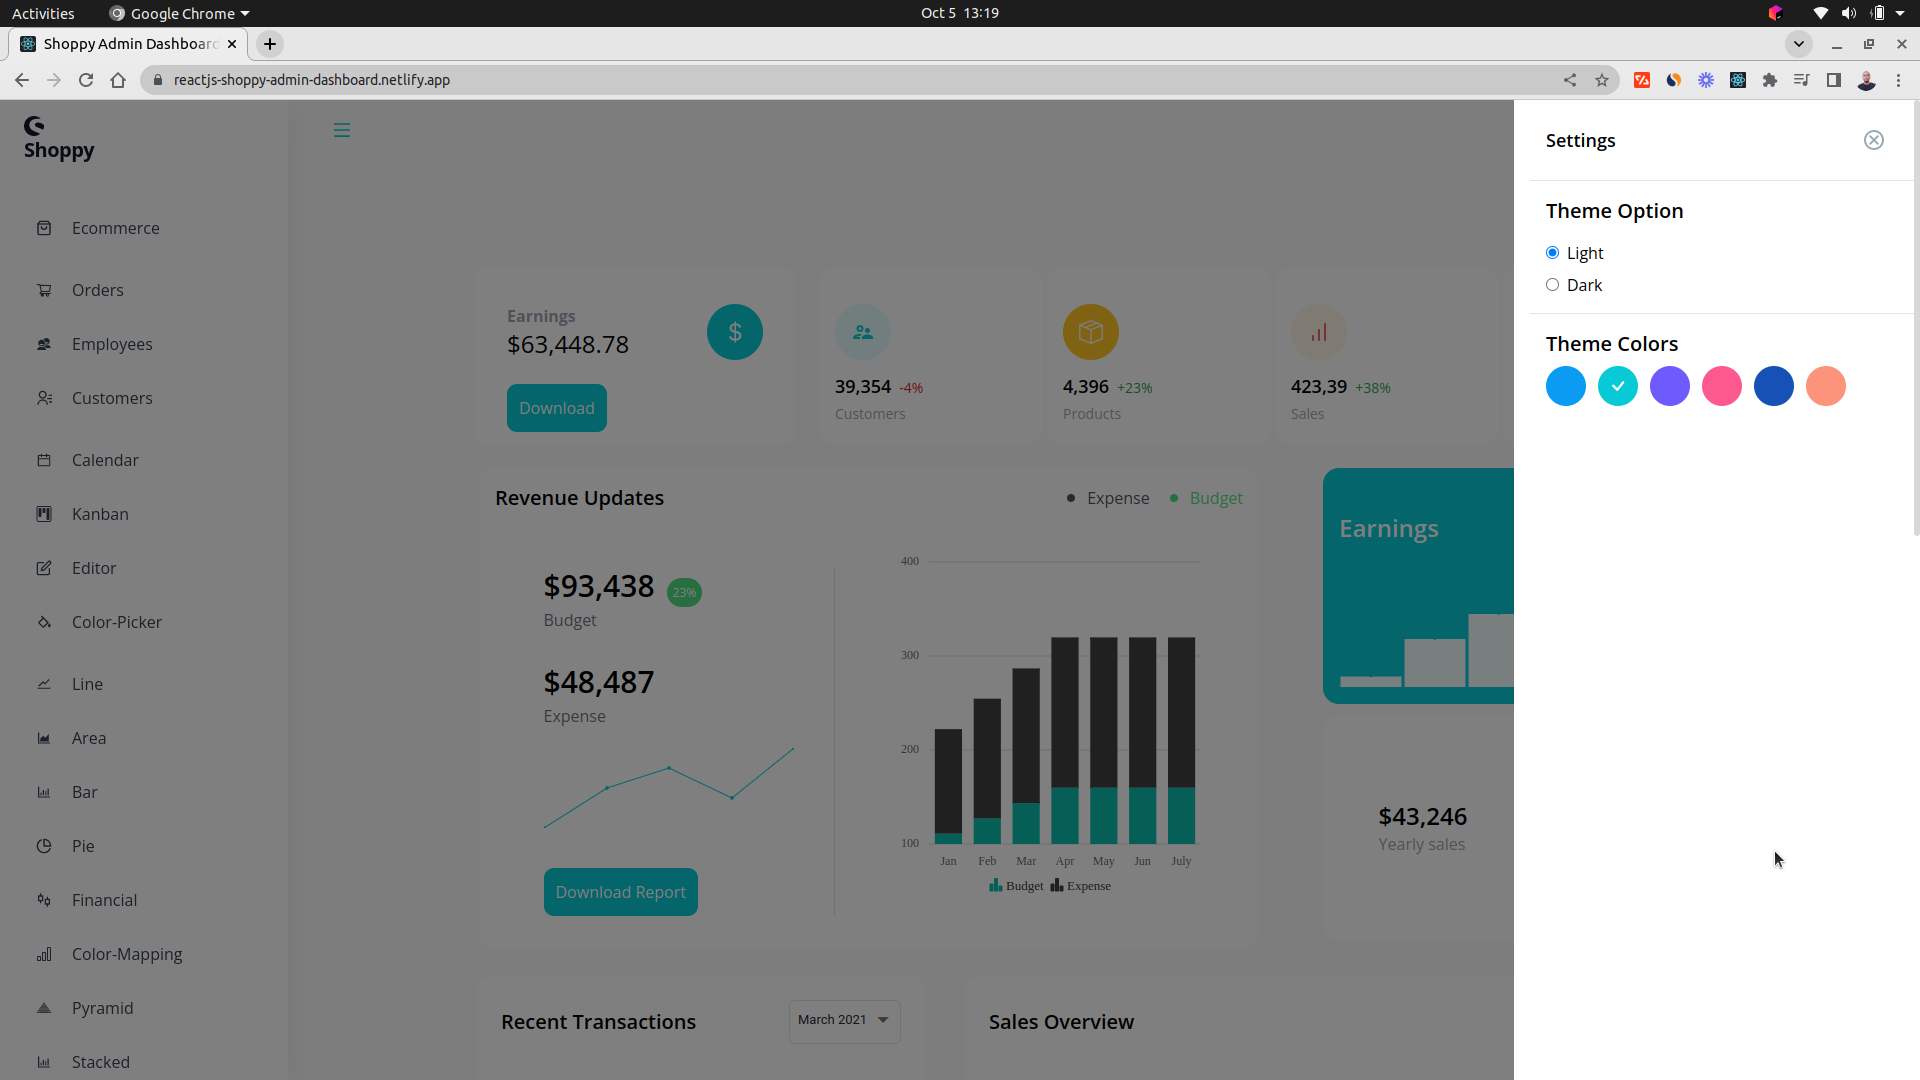 Activities
Google Chrome
Oct 5 13:19
Shoppy Admin Dashboard
reactjs-shoppy-admin-dashboard.netlify.app
Shoppy
Ecommerce
Orders
Employees
Customers
Calendar
Kanban
Editor
Color-Picker
Line
Area
Bar
Pie
Financial
Color-Mapping
Pyramid
Stacked
Earnings
$63,448.78
$
Download
39,354 -4%
Customers
4,396 +23%
Products
423,39 +38%
Sales
Revenue Updates
Expense
Budget
$93,438 23%
Budget
$48,487
Expense
Download Report
400
300
200
100
Jan Feb Mar Apr May Jun July
Budget Expense
Earnings
$43,246
Yearly sales
Recent Transactions
March 2021
Sales Overview
Settings
Theme Option
Light
Dark
Theme Colors